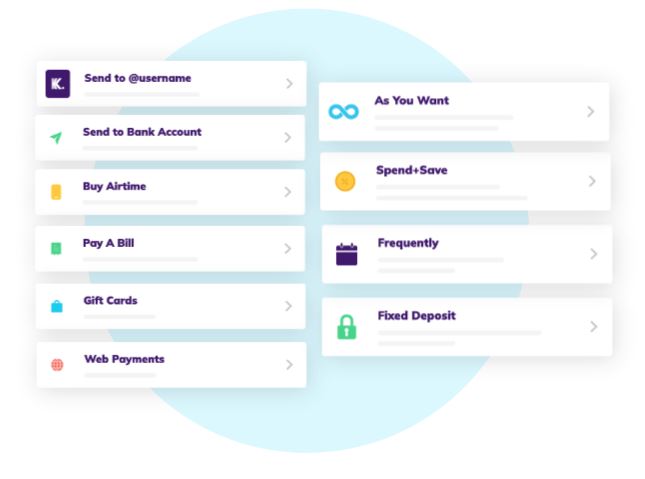 K.
Send to @username
Send to Bank Account
Buy Airtime
Pay A Bill
Gift Cards
Web Payments
As You Want
Spend+Save
Frequently
Fixed Deposit